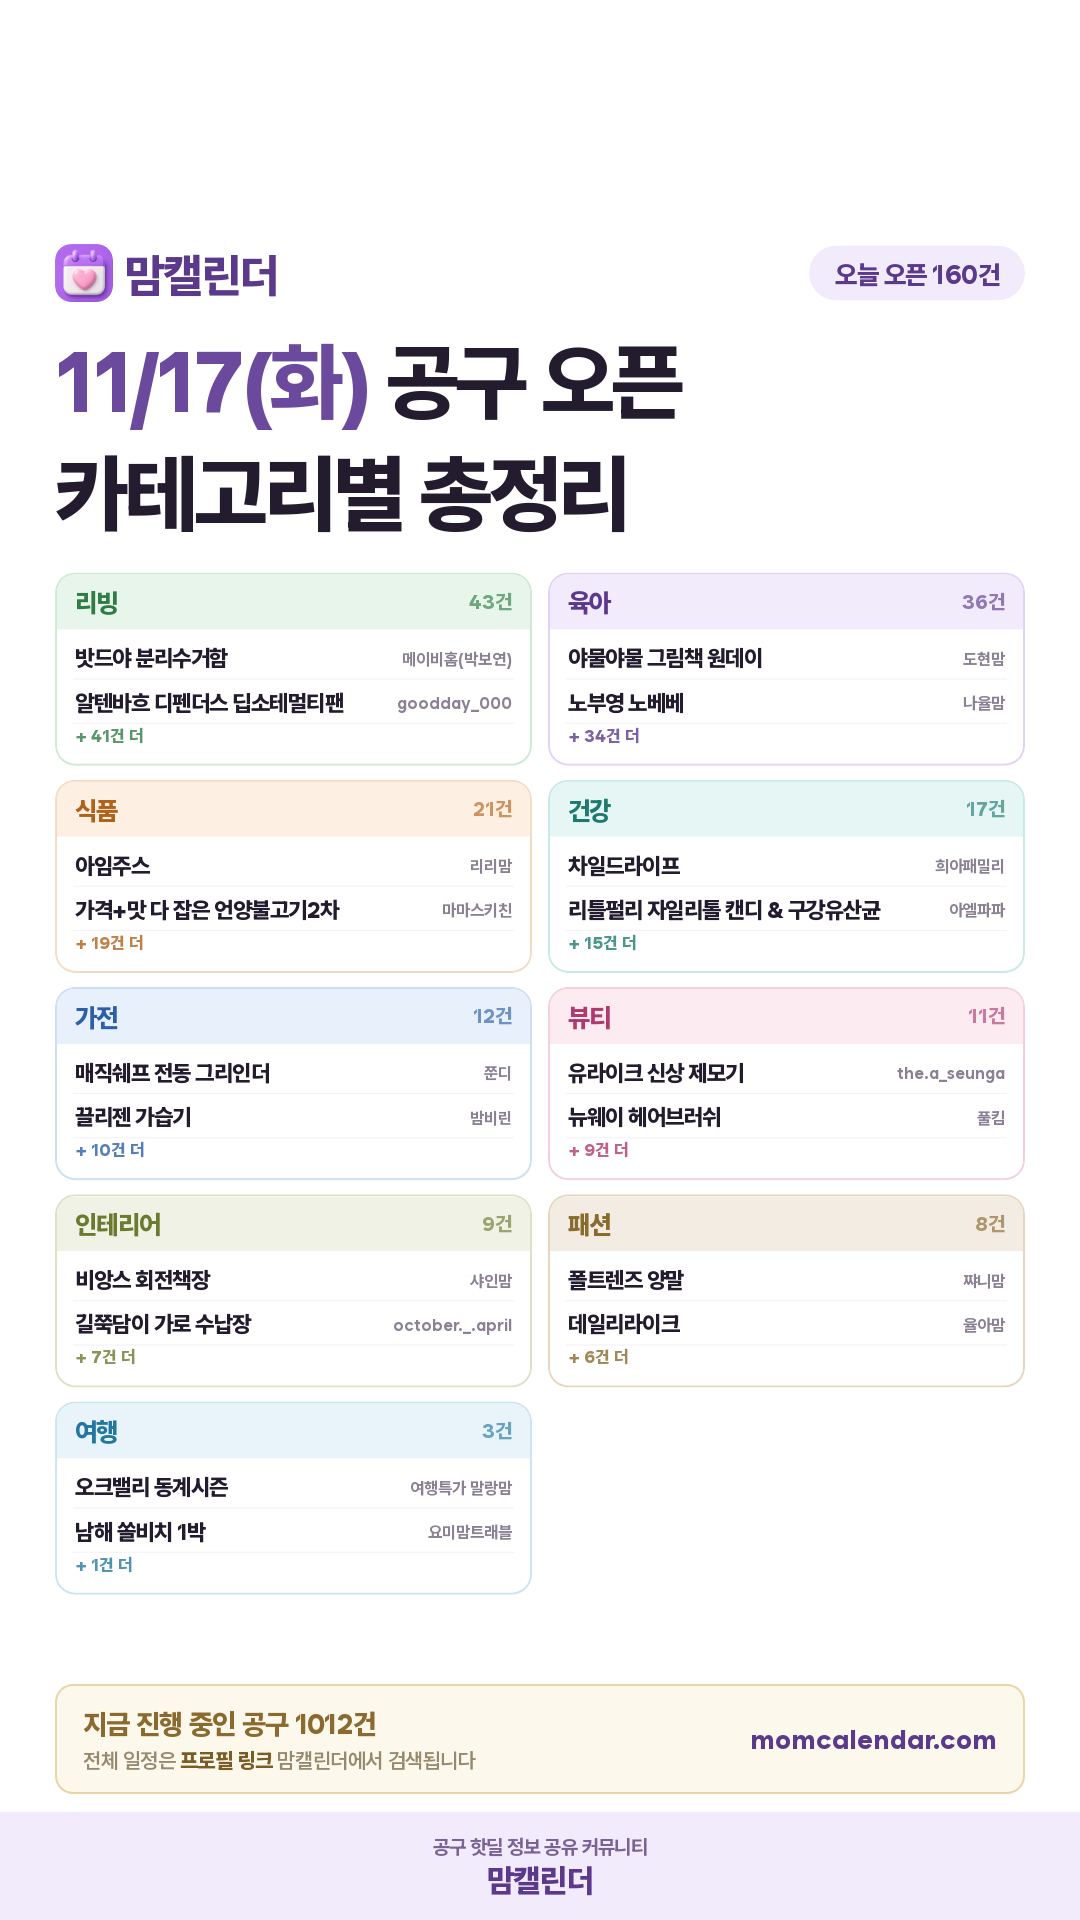 맘캘린더
오늘 오픈 160건
11/17(화) 공구 오픈
카테고리별 총정리
리빙 43건
밧드야 분리수거함 메이비홈(박보연)
알텐바흐 디펜더스 딥소테멀티팬 goodday_000
+ 41건 더
육아 36건
야물야물 그림책 원데이 도현맘
노부영 노베베 나율맘
+ 34건 더
식품 21건
아임주스 리리맘
가격+맛 다 잡은 언양불고기2차 마마스키친
+ 19건 더
건강 17건
차일드라이프 희아패밀리
리틀펄리 자일리톨 캔디 & 구강유산균 아엘파파
+ 15건 더
가전 12건
매직쉐프 전동 그리인더 쭌디
끌리젠 가습기 밤비린
+ 10건 더
뷰티 11건
유라이크 신상 제모기 the.a_seunga
뉴웨이 헤어브러쉬 풀킴
+ 9건 더
인테리어 9건
비앙스 회전책장 샤인맘
길쭉담이 가로 수납장 october._.april
+ 7건 더
패션 8건
폴트렌즈 양말 쨔니맘
데일리라이크 율아맘
+ 6건 더
여행 3건
오크밸리 동계시즌 여행특가 말랑맘
남해 쏠비치 1박 요미맘트래블
+ 1건 더
지금 진행 중인 공구 1012건
전체 일정은 프로필 링크 맘캘린더에서 검색됩니다
momcalendar.com
공구 핫딜 정보 공유 커뮤니티
맘캘린더